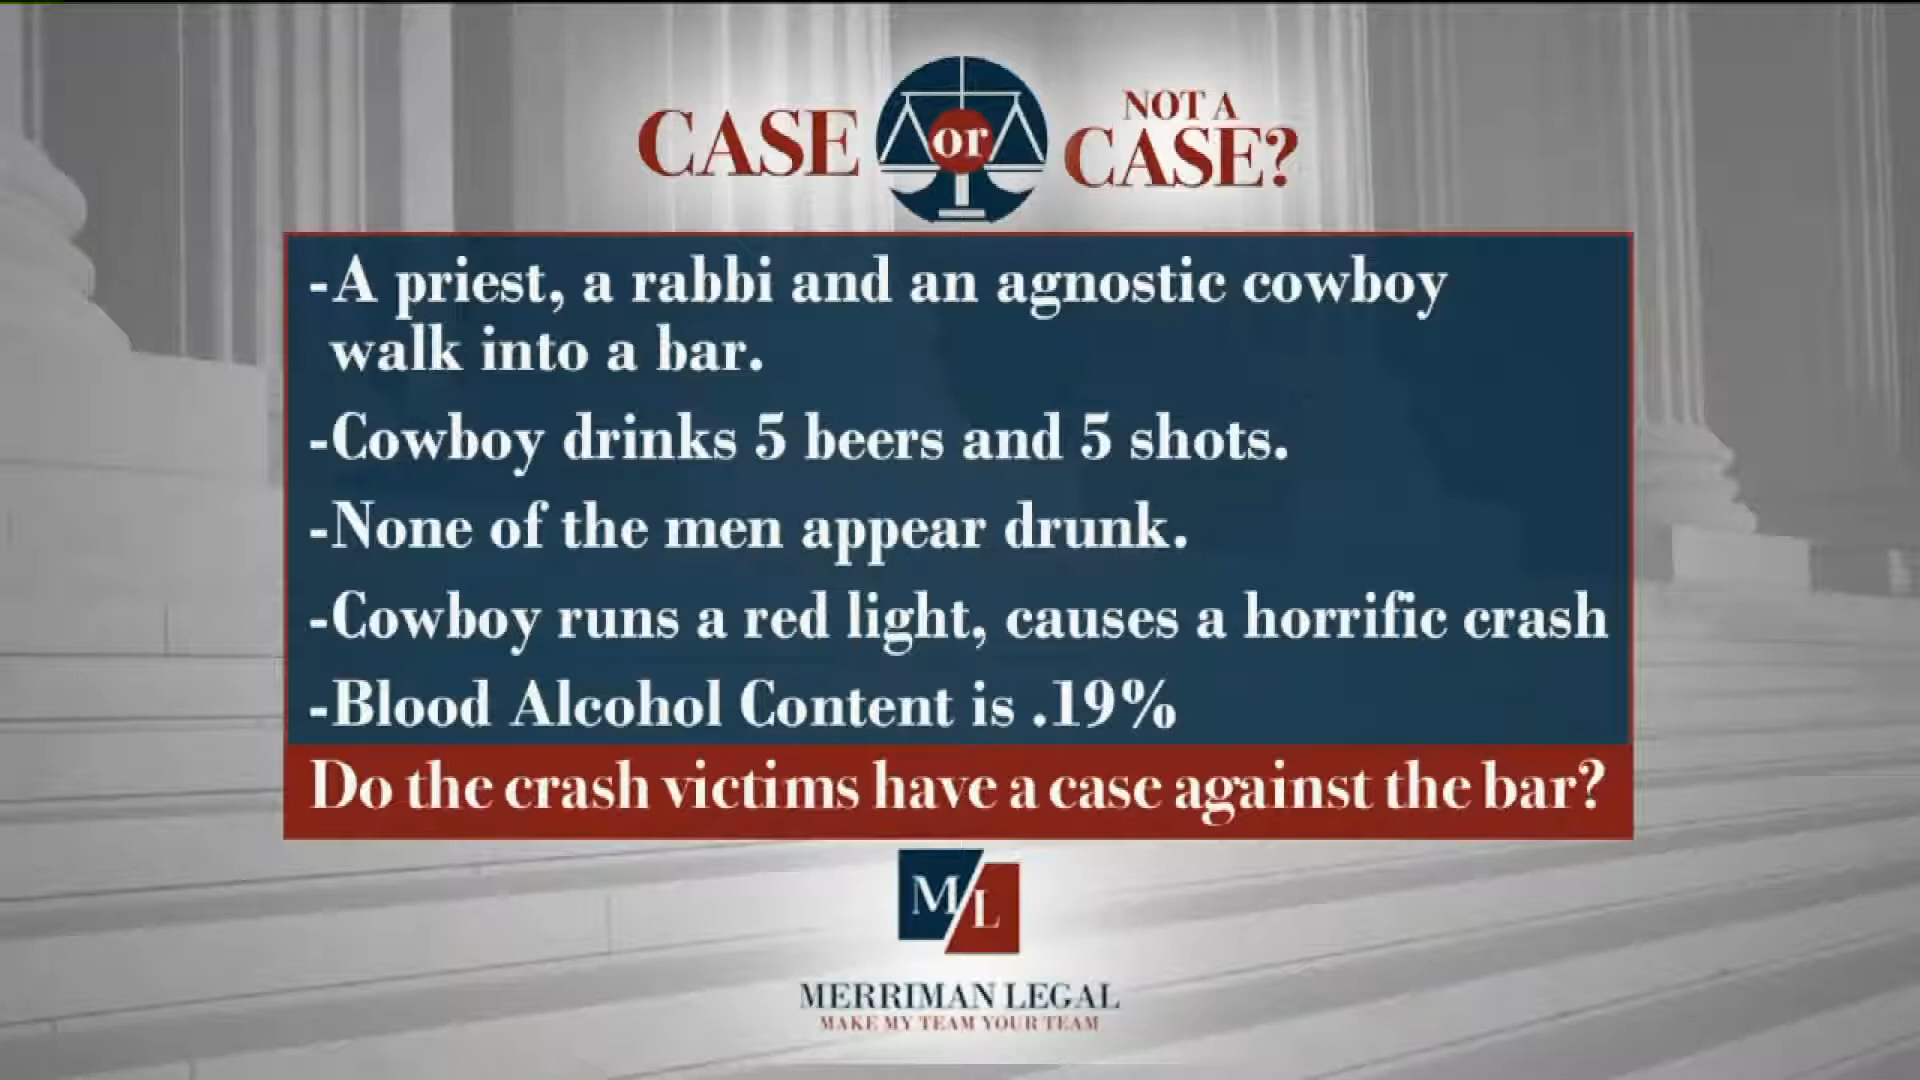 CASE or NOT A CASE?
-A priest, a rabbi and an agnostic cowboy
walk into a bar.
-Cowboy drinks 5 beers and 5 shots.
-None of the men appear drunk.
-Cowboy runs a red light, causes a horrific crash
-Blood Alcohol Content is .19%
Do the crash victims have a case against the bar?
M L
MERRIMAN LEGAL
MAKE MY TEAM YOUR TEAM